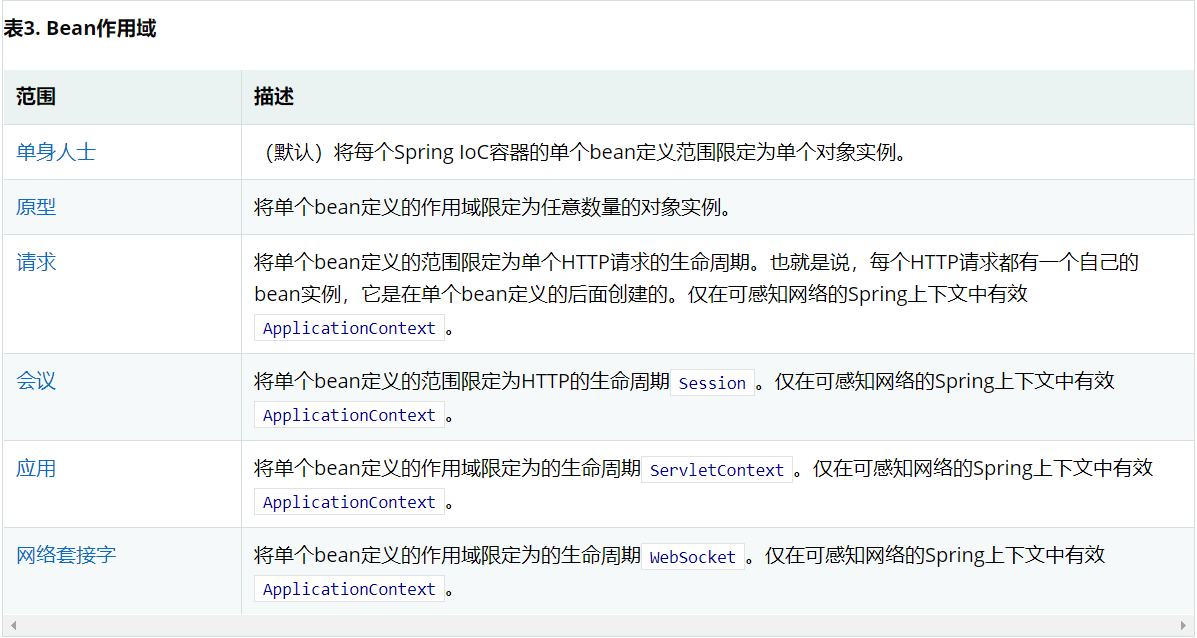 表3. Bean作用域
范围 描述
单身人士 （默认）将每个Spring IoC容器的单个bean定义范围限定为单个对象实例。
原型 将单个bean定义的作用域限定为任意数量的对象实例。
请求 将单个bean定义的范围限定为单个HTTP请求的生命周期。也就是说，每个HTTP请求都有一个自己的
bean实例，它是在单个bean定义的后面创建的。仅在可感知网络的Spring上下文中有效
ApplicationContext。
会议 将单个bean定义的范围限定为HTTP的生命周期 Session。仅在可感知网络的Spring上下文中有效
ApplicationContext。
应用 将单个bean定义的作用域限定为的生命周期 ServletContext。仅在可感知网络的Spring上下文中有效
ApplicationContext。
网络套接字 将单个bean定义的作用域限定为的生命周期 WebSocket。仅在可感知网络的Spring上下文中有效
ApplicationContext。